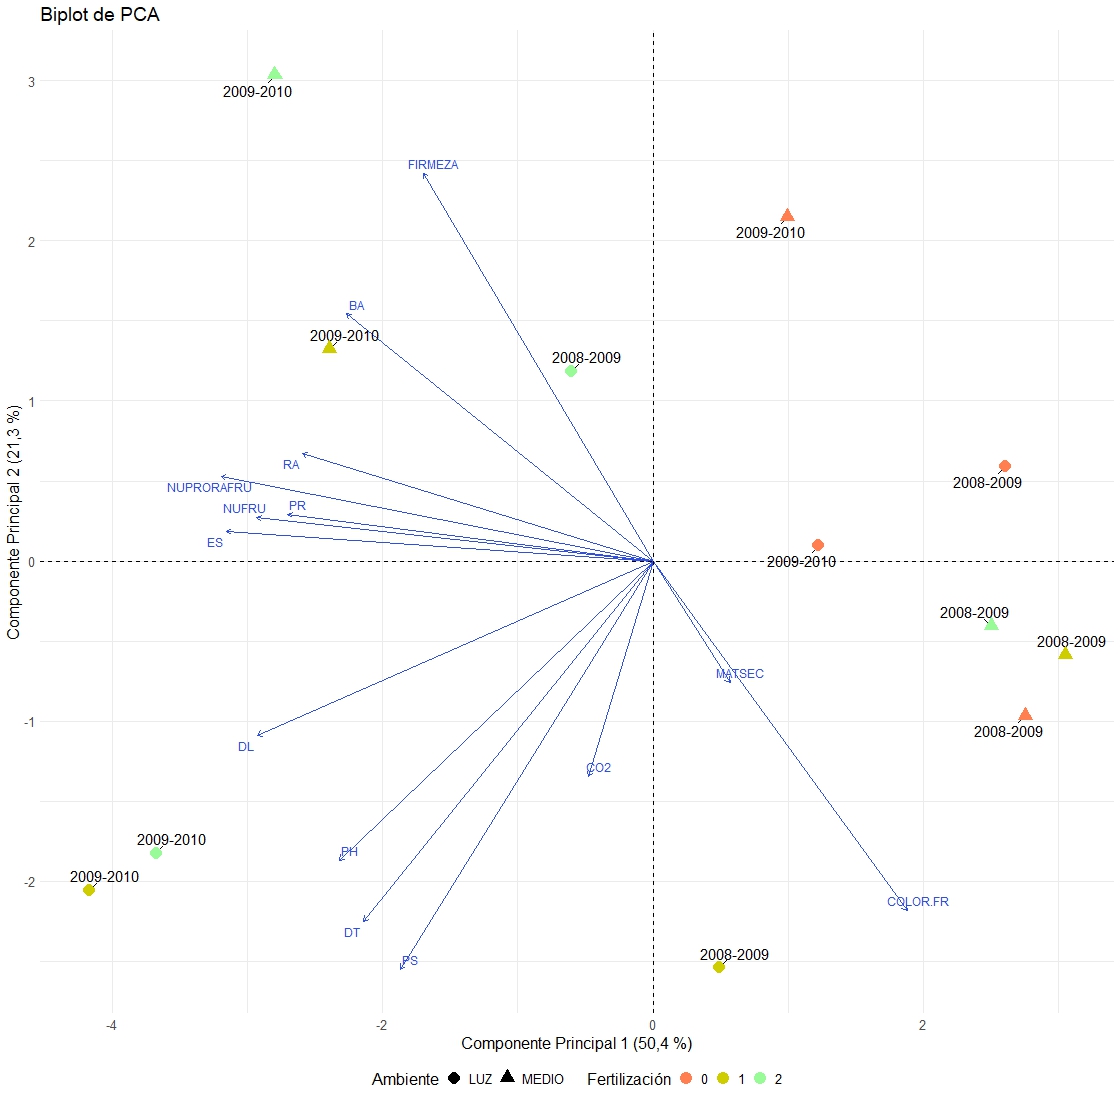 Biplot de PCA
3
2009-2010
FIRMEZA
2009-2010
2
BA
2009-2010
2008-2009
1
RA
NUPRORAFRU
2008-2009
PR
NUFRU
ES
0
2009-2010
2008-2009
2008-2009
MATSEC
-1
2008-2009
DL
CO2
2009-2010
PH
2009-2010
-2
COLOR.FR
DT
PS
2008-2009
-4
-2
0
2
Componente Principal 2 (21,3 %)
Componente Principal 1 (50,4 %)
Ambiente LUZ MEDIO Fertilización 0 1 2